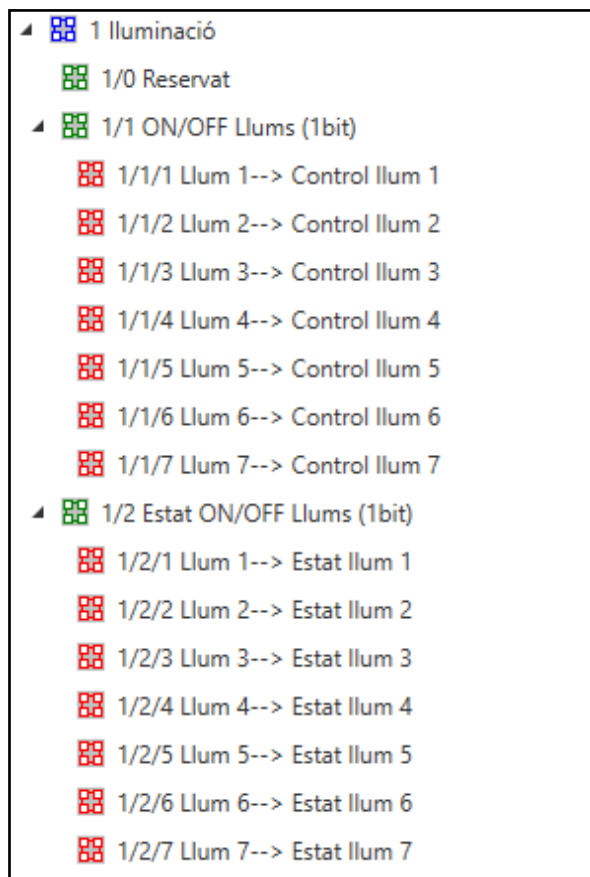 1 Iluminació
1/0 Reservat
1/1 ON/OFF Llums (1bit)
1/1/1 Llum 1--> Control llum 1
1/1/2 Llum 2--> Control llum 2
1/1/3 Llum 3--> Control llum 3
1/1/4 Llum 4--> Control llum 4
1/1/5 Llum 5--> Control llum 5
1/1/6 Llum 6--> Control llum 6
1/1/7 Llum 7--> Control llum 7
1/2 Estat ON/OFF Llums (1bit)
1/2/1 Llum 1--> Estat llum 1
1/2/2 Llum 2--> Estat llum 2
1/2/3 Llum 3--> Estat llum 3
1/2/4 Llum 4--> Estat llum 4
1/2/5 Llum 5--> Estat llum 5
1/2/6 Llum 6--> Estat llum 6
1/2/7 Llum 7--> Estat llum 7